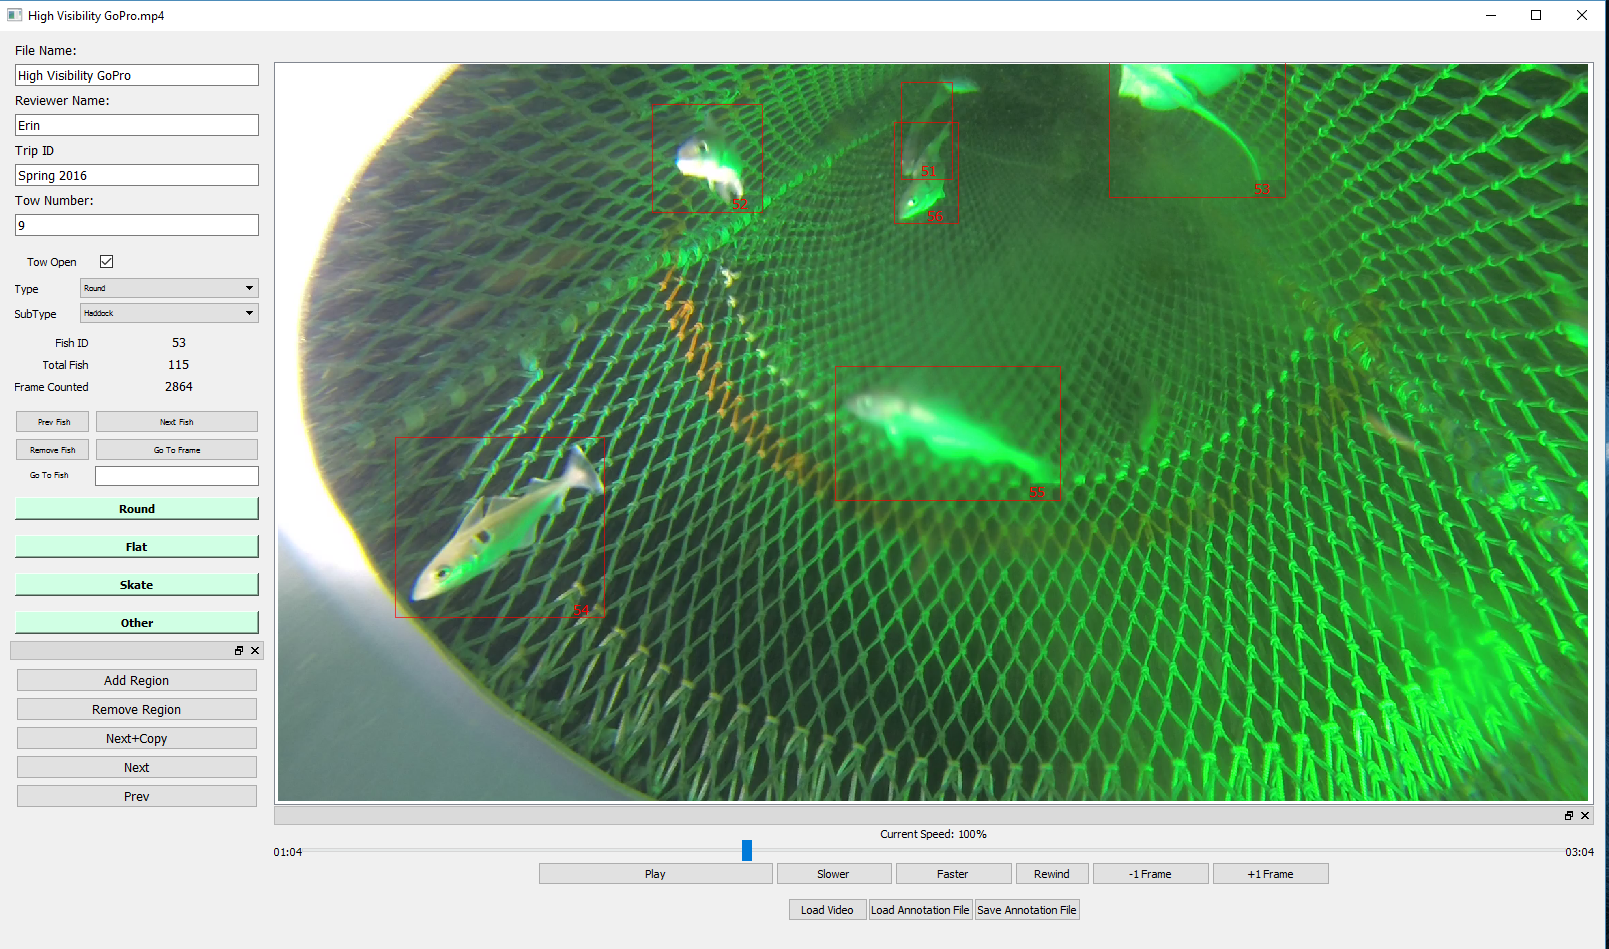 High Visibility GoPro.mp4
File Name:
High Visibility GoPro
Reviewer Name:
Erin
Trip ID
Spring 2016
Tow Number:
9
Tow Open
Type Round
SubType Haddock
Fish ID 53
Total Fish 115
Frame Counted 2864
Prev Fish Next Fish
Remove Fish Go To Frame
Go To Fish
Round
Flat
Skate
Other
Add Region
Remove Region
Next+Copy
Next
Prev
51
53
52
56
55
54
Current Speed: 100%
01:04 03:04
Play Slower Faster Rewind -1 Frame +1 Frame
Load Video Load Annotation File Save Annotation File